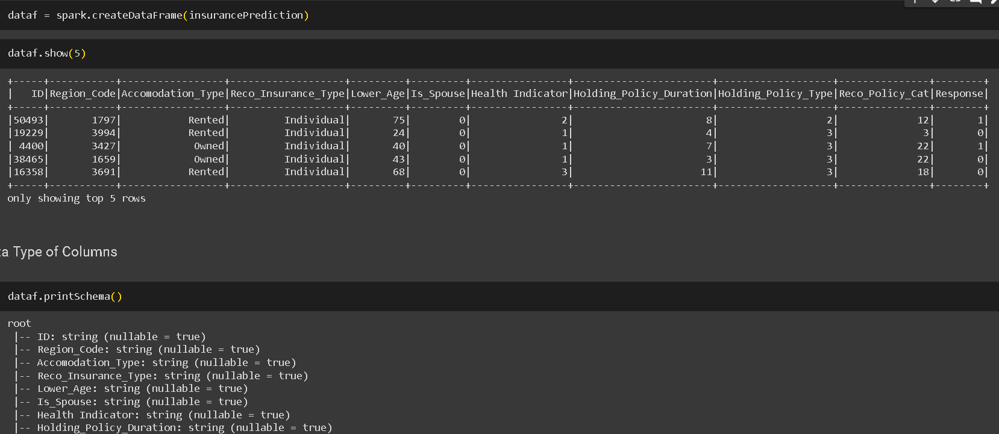 dataf = spark.createDataFrame(insurancePrediction)
dataf.show(5)
+-----+-----------+-----------------+-------------------+---------+---------+----------------+-----------------------+-------------------+---------------+--------+
|   ID|Region_Code|Accomodation_Type|Reco_Insurance_Type|Lower_Age|Is_Spouse|Health Indicator|Holding_Policy_Duration|Holding_Policy_Type|Reco_Policy_Cat|Response|
+-----+-----------+-----------------+-------------------+---------+---------+----------------+-----------------------+-------------------+---------------+--------+
|50493|       1797|           Rented|         Individual|       75|        0|               2|                      8|                  2|             12|       1|
|19229|       3994|           Rented|         Individual|       24|        0|               1|                      4|                  3|              3|       0|
| 4400|       3427|            Owned|         Individual|       40|        0|               1|                      7|                  3|             22|       1|
|38465|       1659|            Owned|         Individual|       43|        0|               1|                      3|                  3|             22|       0|
|16358|       3691|           Rented|         Individual|       68|        0|               3|                     11|                  3|             18|       0|
+-----+-----------+-----------------+-------------------+---------+---------+----------------+-----------------------+-------------------+---------------+--------+
only showing top 5 rows
ta Type of Columns
dataf.printSchema()
root
 |-- ID: string (nullable = true)
 |-- Region_Code: string (nullable = true)
 |-- Accomodation_Type: string (nullable = true)
 |-- Reco_Insurance_Type: string (nullable = true)
 |-- Lower_Age: string (nullable = true)
 |-- Is_Spouse: string (nullable = true)
 |-- Health Indicator: string (nullable = true)
 |-- Holding_Policy_Duration: string (nullable = true)